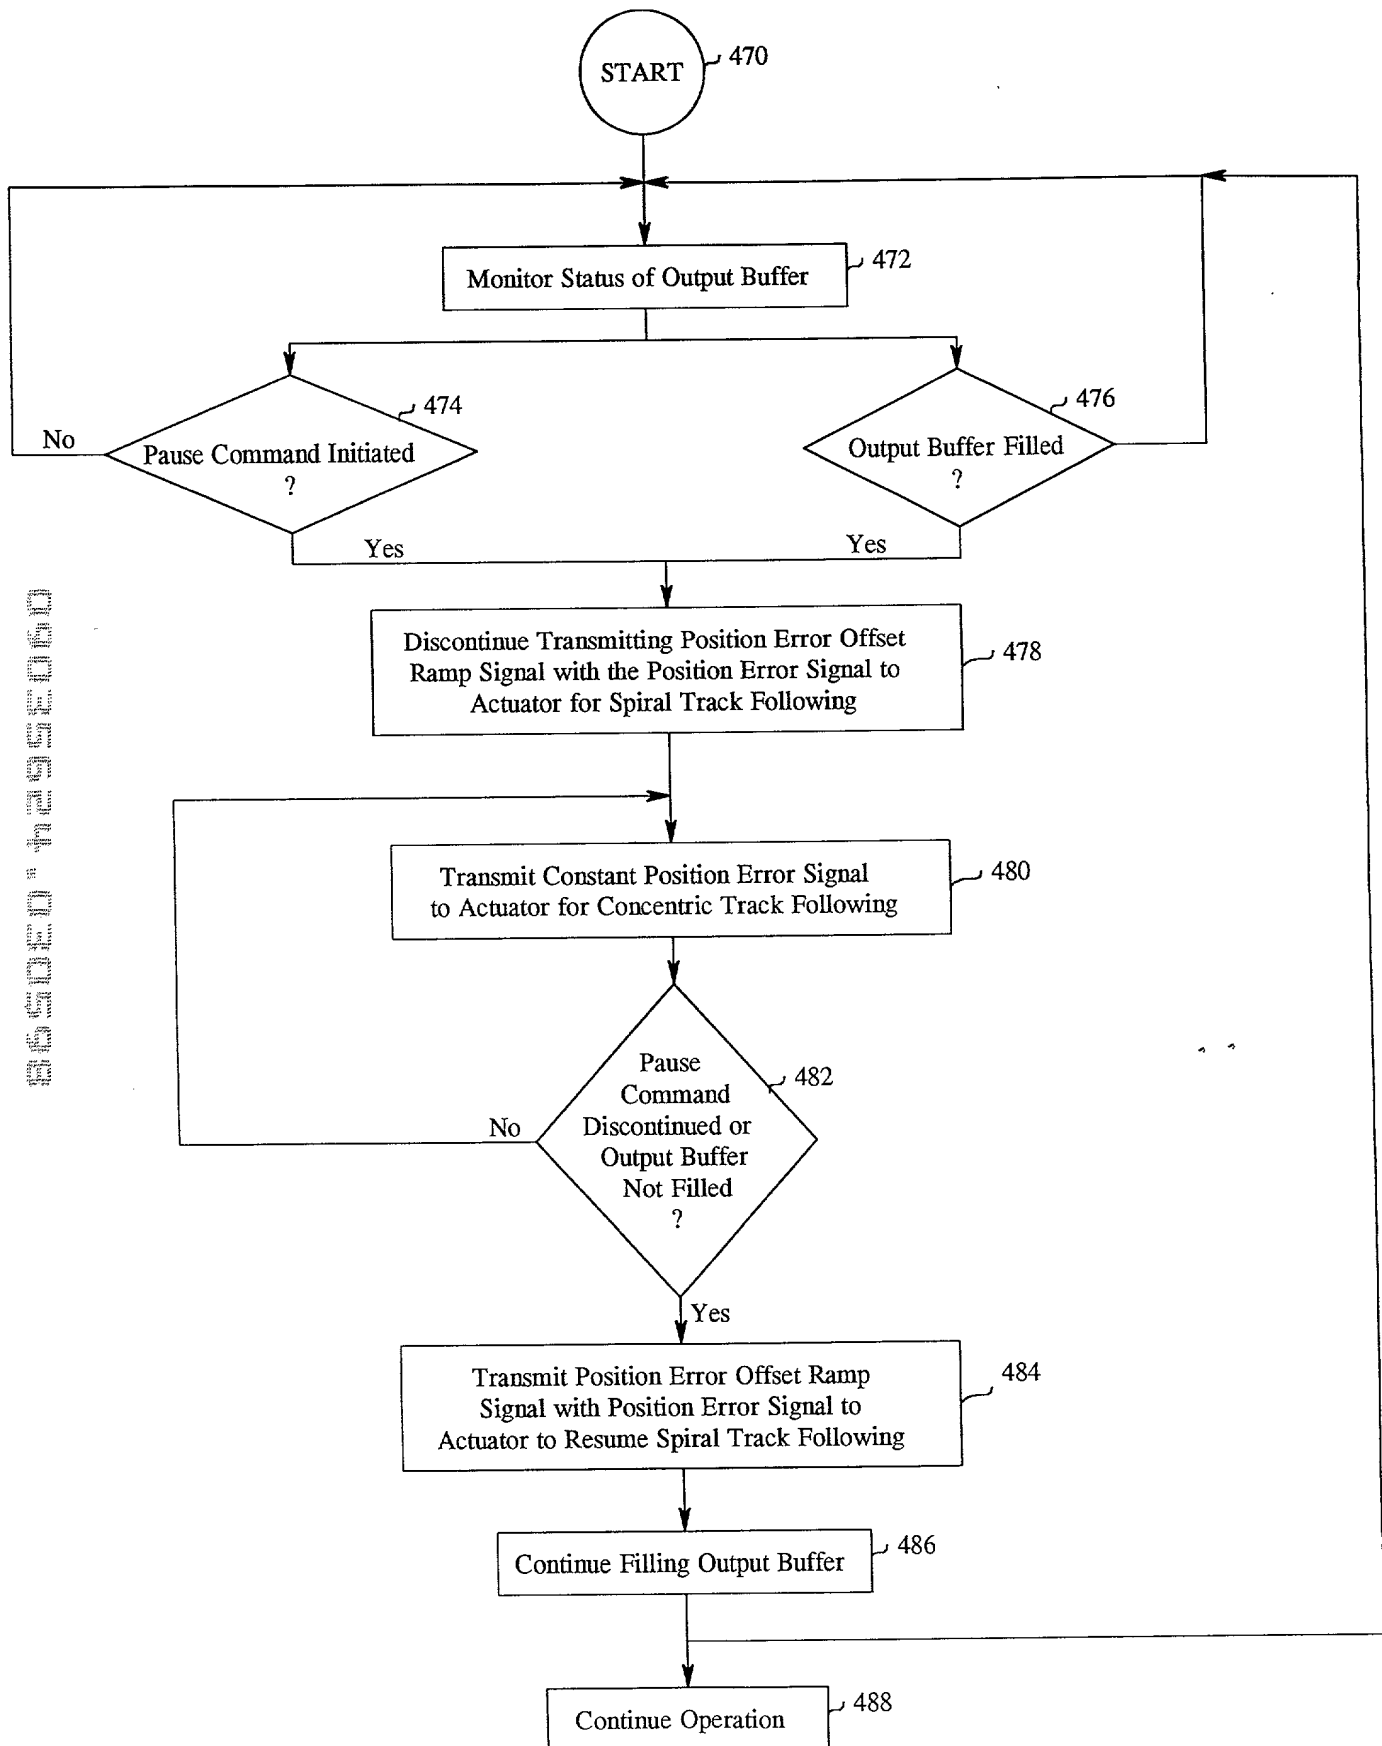 START
470
Monitor Status of Output Buffer
472
474
476
No
Pause Command Initiated
?
Output Buffer Filled
?
Yes
Yes
Discontinue Transmitting Position Error Offset
Ramp Signal with the Position Error Signal to
Actuator for Spiral Track Following
478
Transmit Constant Position Error Signal
to Actuator for Concentric Track Following
480
Pause
Command
Discontinued or
Output Buffer
Not Filled
?
482
No
Yes
Transmit Position Error Offset Ramp
Signal with Position Error Signal to
Actuator to Resume Spiral Track Following
484
Continue Filling Output Buffer
486
Continue Operation
488